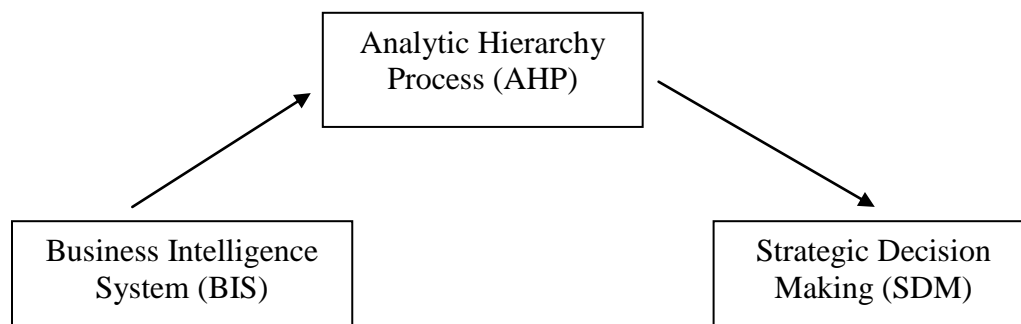 Analytic Hierarchy
Process (AHP)
Business Intelligence
System (BIS)
Strategic Decision
Making (SDM)